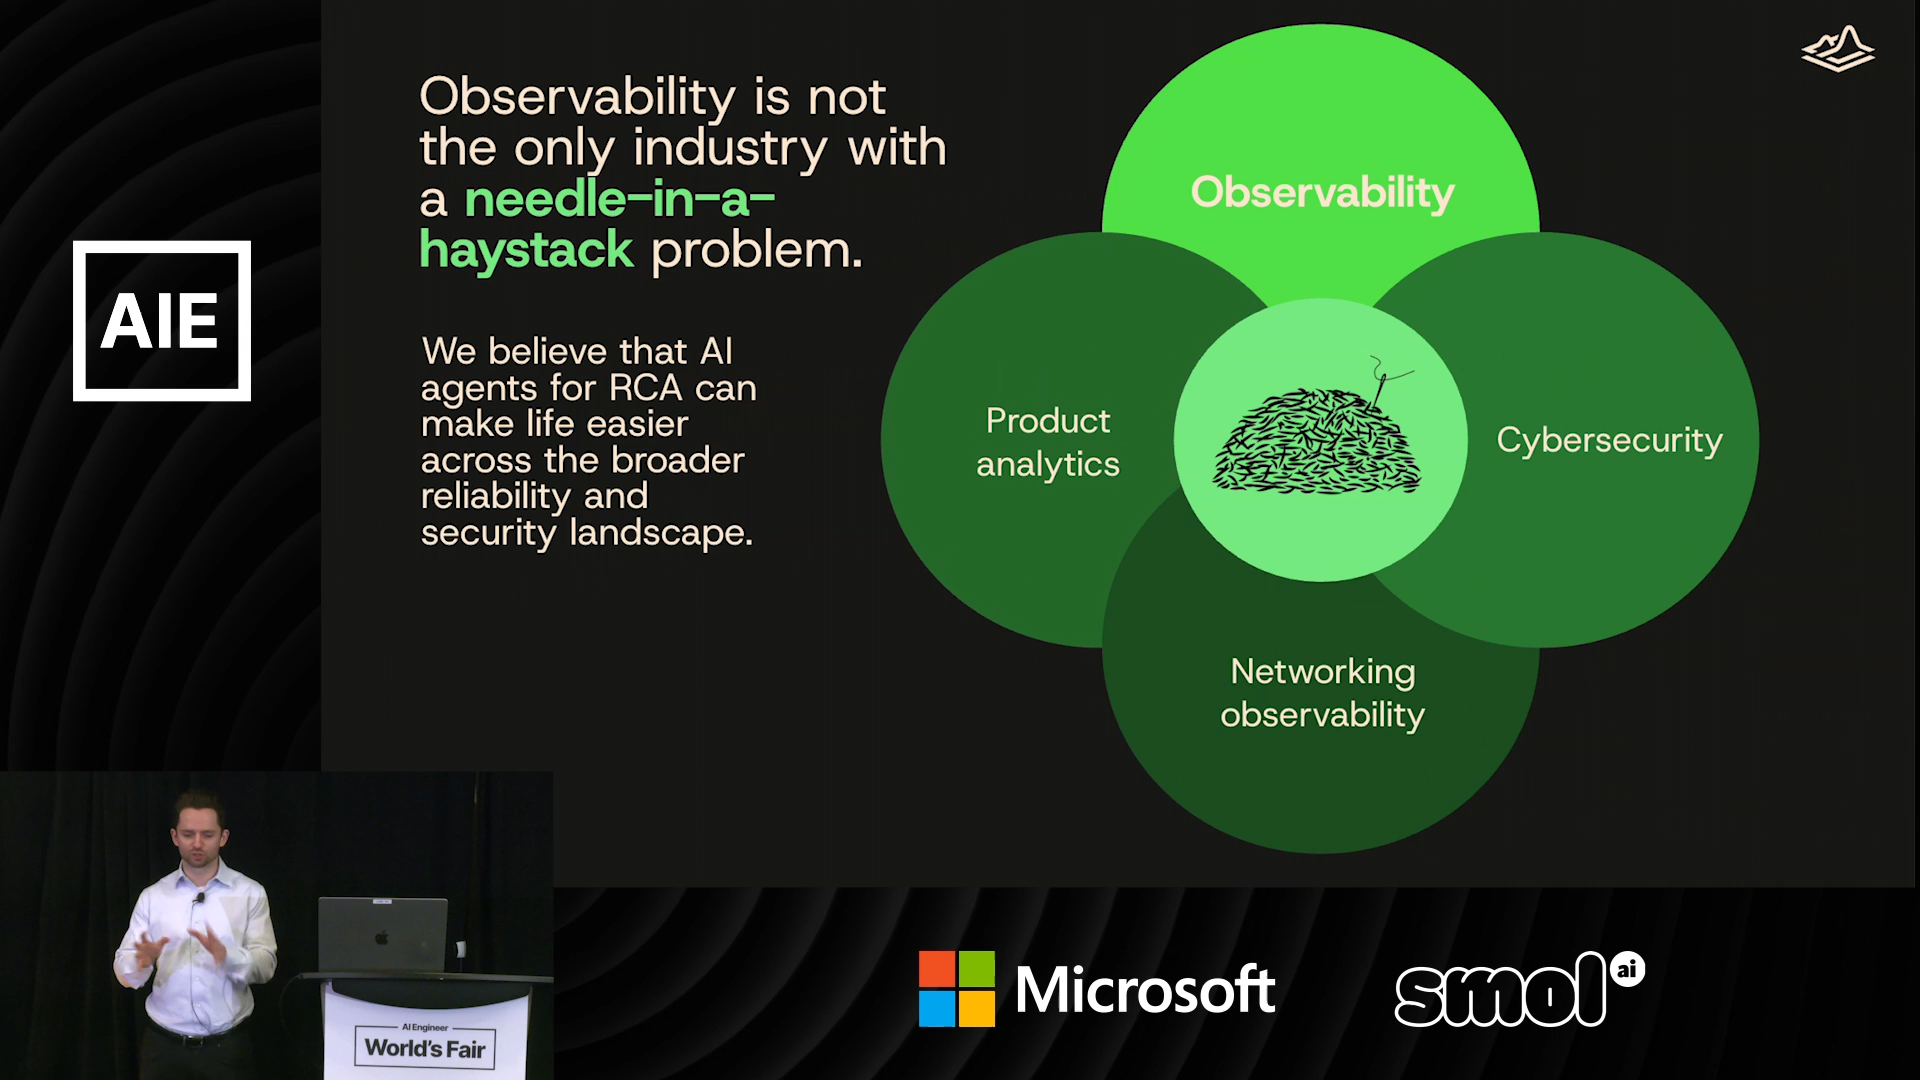 AIE
Observability is not
the only industry with
a needle-in-a-
haystack problem.
We believe that AI
agents for RCA can
make life easier
across the broader
reliability and
security landscape.
Observability
Product
analytics
Cybersecurity
Networking
observability
AI Engineer
World's Fair
Microsoft
smol ai